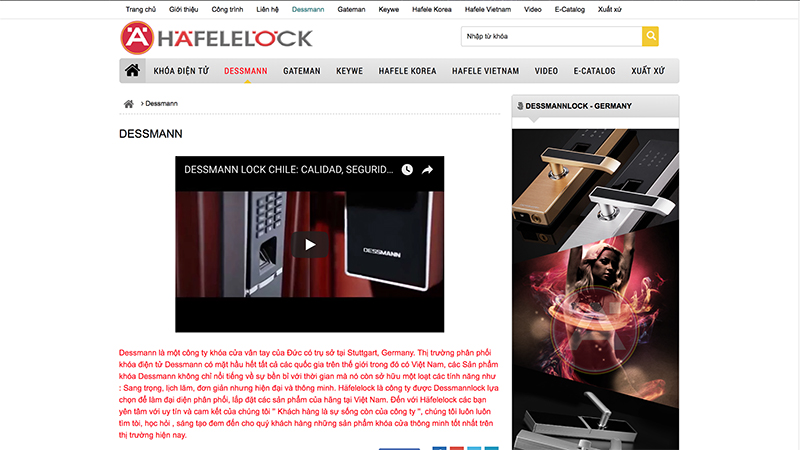 Trang chủ Giới thiệu Công trình Liên hệ Dessmann Gateman Keywe Hafele Korea Hafele Vietnam Video E-Catalog Xuất xứ
HÄFELELOCK
Nhập từ khóa
KHÓA ĐIỆN TỬ DESSMANN GATEMAN KEYWE HAFELE KOREA HAFELE VIETNAM VIDEO E-CATALOG XUẤT XỨ
› Dessmann
DESSMANNLOCK - GERMANY
DESSMANN
DESSMANN LOCK CHILE: CALIDAD, SEGURID...
DESSMANN
Dessmann là một công ty khóa cửa vân tay của Đức có trụ sở tại Stuttgart, Germany. Thị trường phân phối
khóa điện tử Dessmann có mặt hầu hết tất cả các quốc gia trên thế giới trong đó có Việt Nam, các Sản phẩm
khóa Dessmann không chỉ nổi tiếng về sự bền bỉ với thời gian mà nó còn sở hữu một loạt các tính năng như
: Sang trọng, lịch lãm, đơn giản nhưng hiện đại và thông minh. Häfelelock là công ty được Dessmannlock lựa
chọn để làm đại diện phân phối, lắp đặt các sản phẩm của hãng tại Việt Nam. Đến với Häfelelock các bạn
yên tâm với uy tín và cam kết của chúng tôi " Khách hàng là sự sống còn của công ty ", chúng tôi luôn luôn
tìm tòi, học hỏi , sáng tạo đem đến cho quý khách hàng những sản phẩm khóa cửa thông minh tốt nhất trên
thị trường hiện nay.